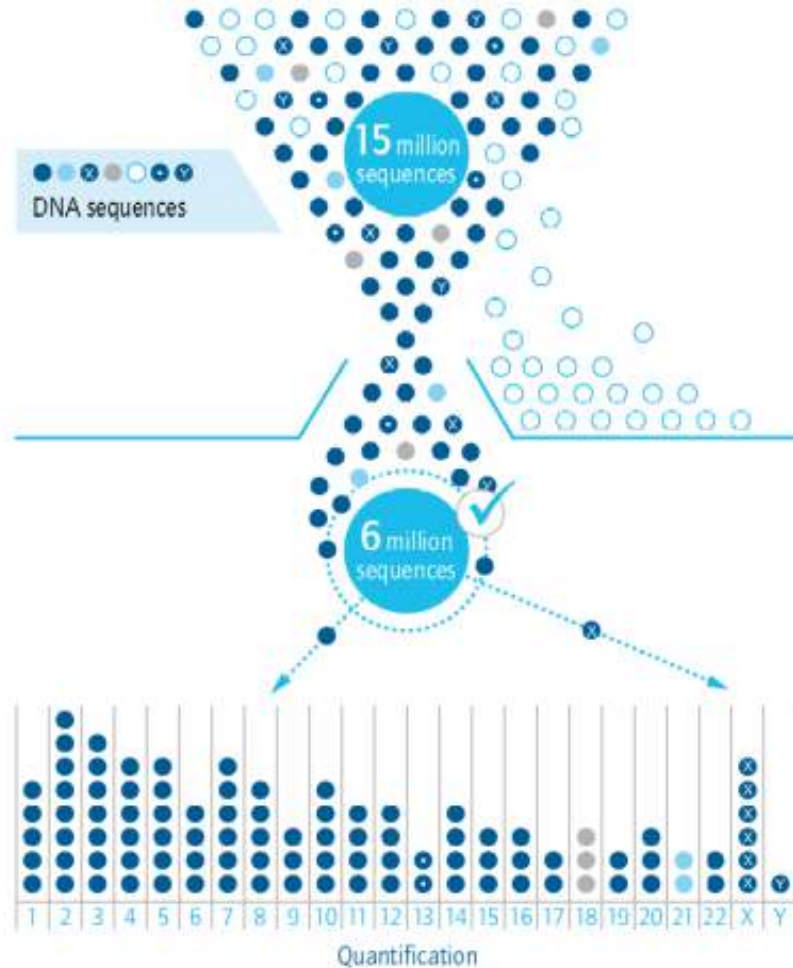 15 million
sequences
DNA sequences
6 million
sequences
1 2 3 4 5 6 7 8 9 10 11 12 13 14 15 16 17 18 19 20 21 22 X Y
Quantification